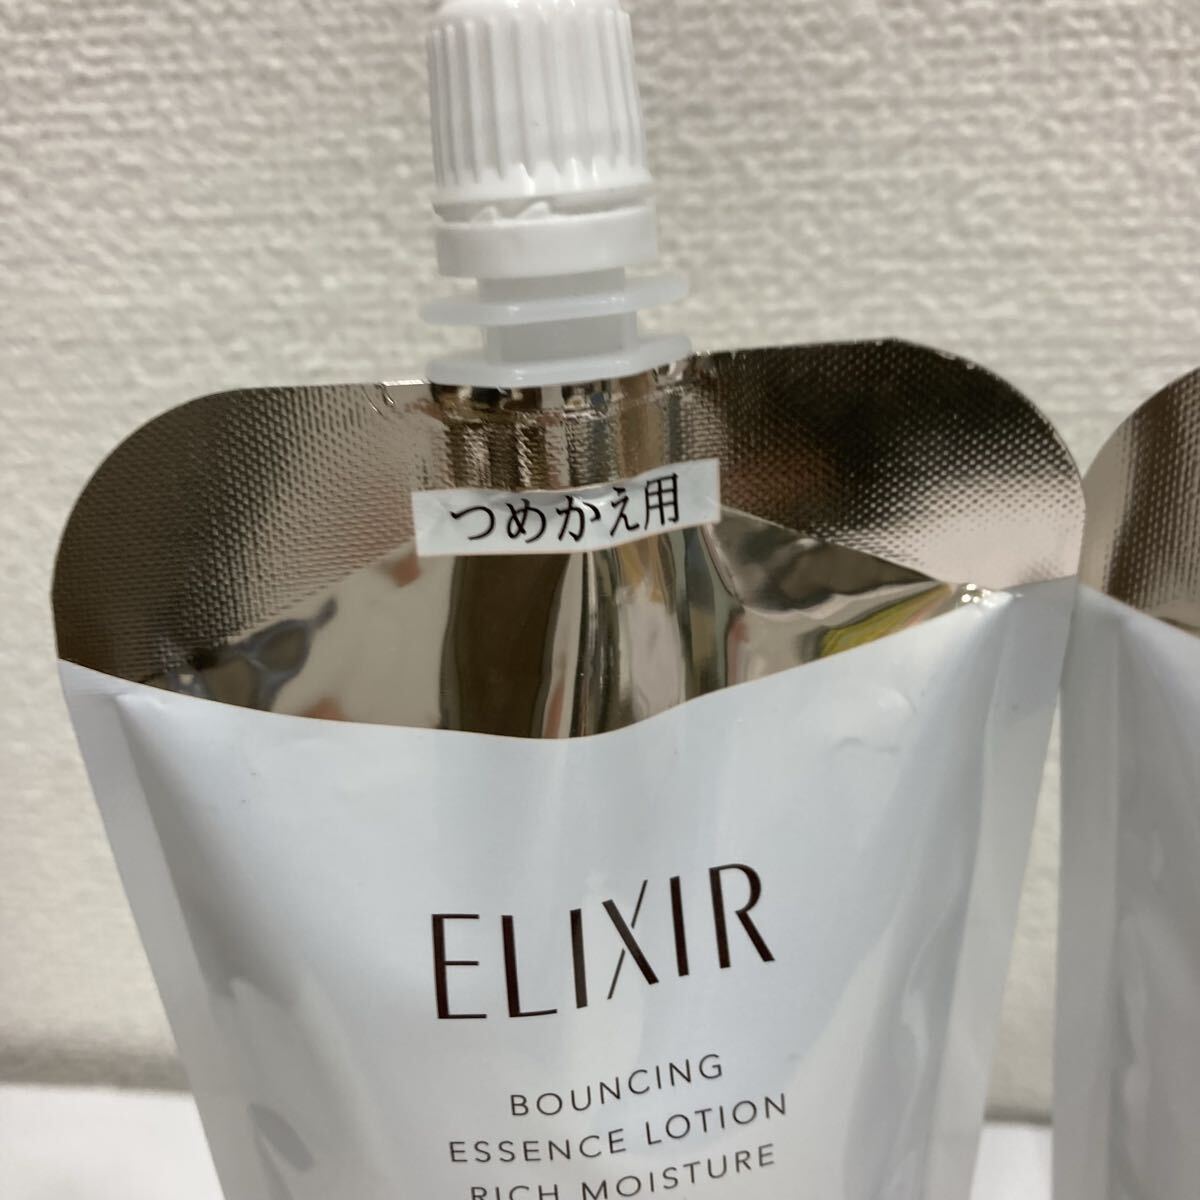 つめかえ用
ELIXIR
BOUNCING
ESSENCE LOTION
RICH MOISTURE